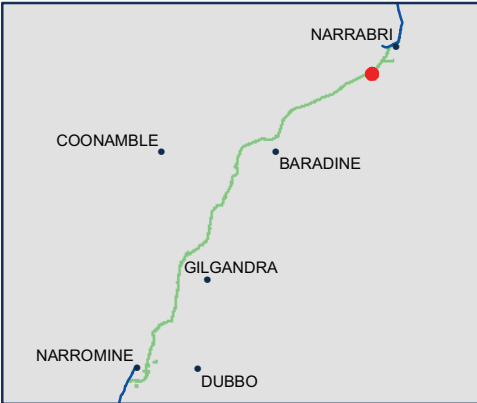 NARRABRI
COONAMBLE
BARADINE
GILGANDRA
NARROMINE
DUBBO